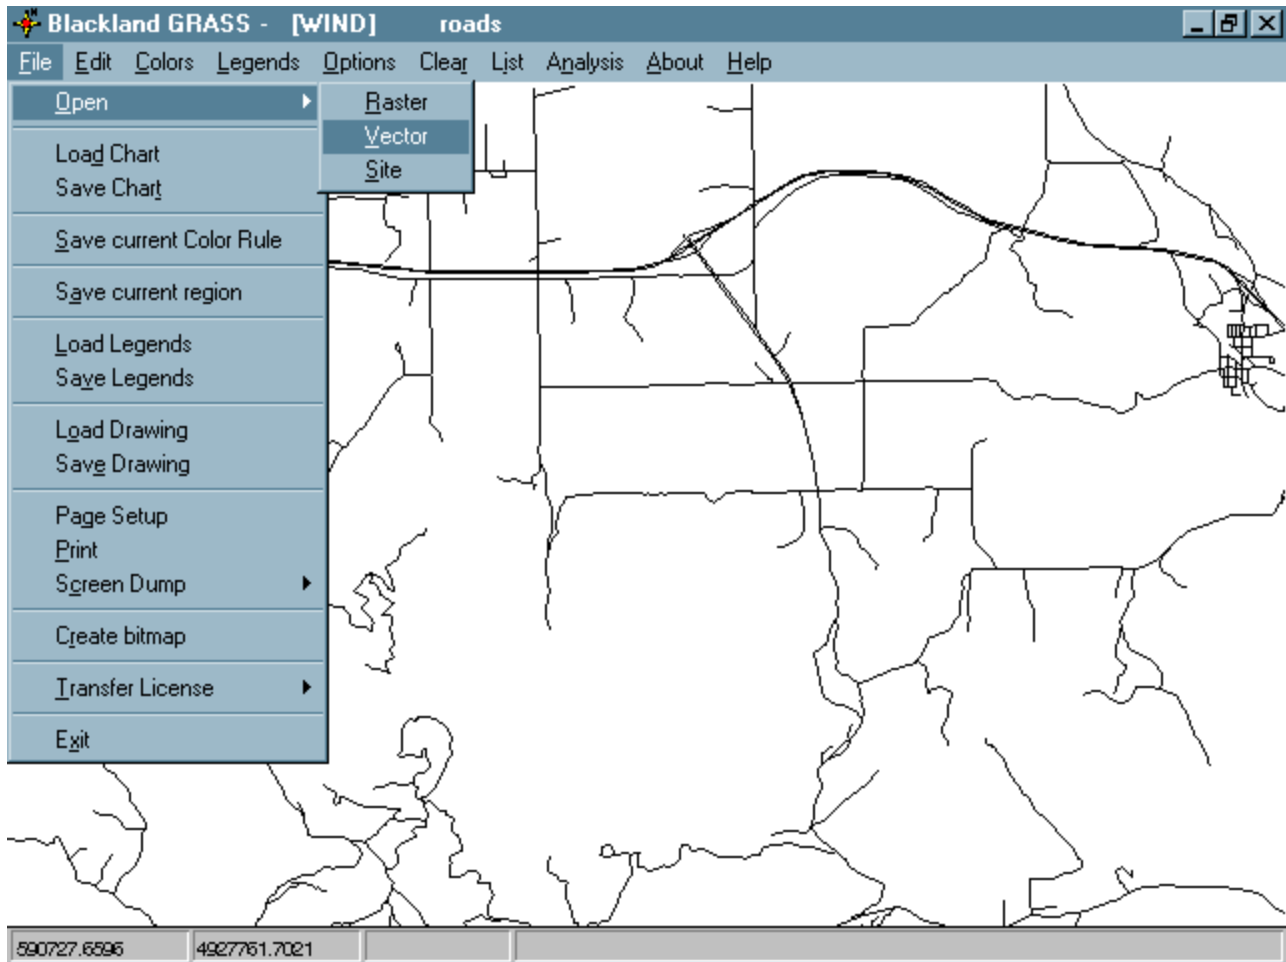 Blackland GRASS - [WIND] roads
File Edit Colors Legends Options Clear List Analysis About Help
Open
Raster
Vector
Site
Load Chart
Save Chart
Save current Color Rule
Save current region
Load Legends
Save Legends
Load Drawing
Save Drawing
Page Setup
Print
Screen Dump
Create bitmap
Transfer License
Exit
590727.6596 4927761.7021